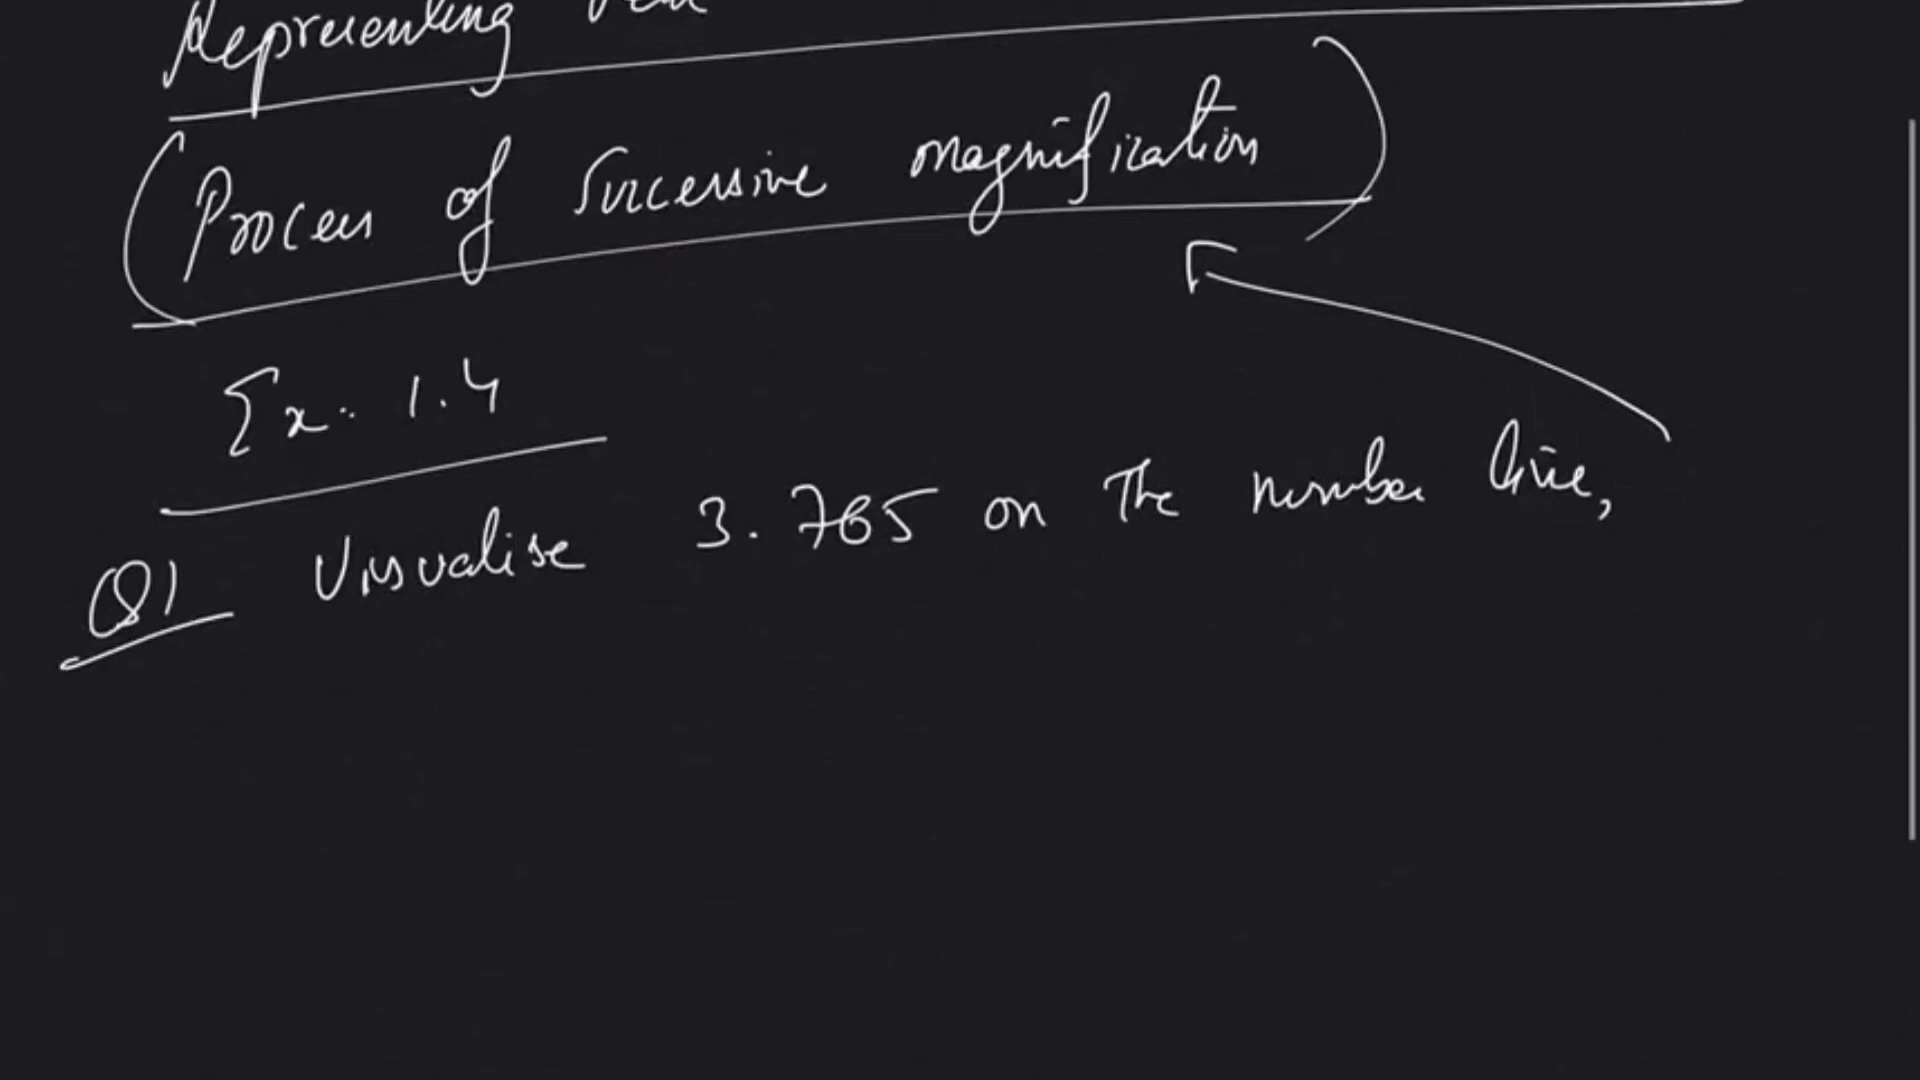 Representing
(Process of Successive magnification)
Ex. 1.4
Q1 Visualise 3.765 on the number line,